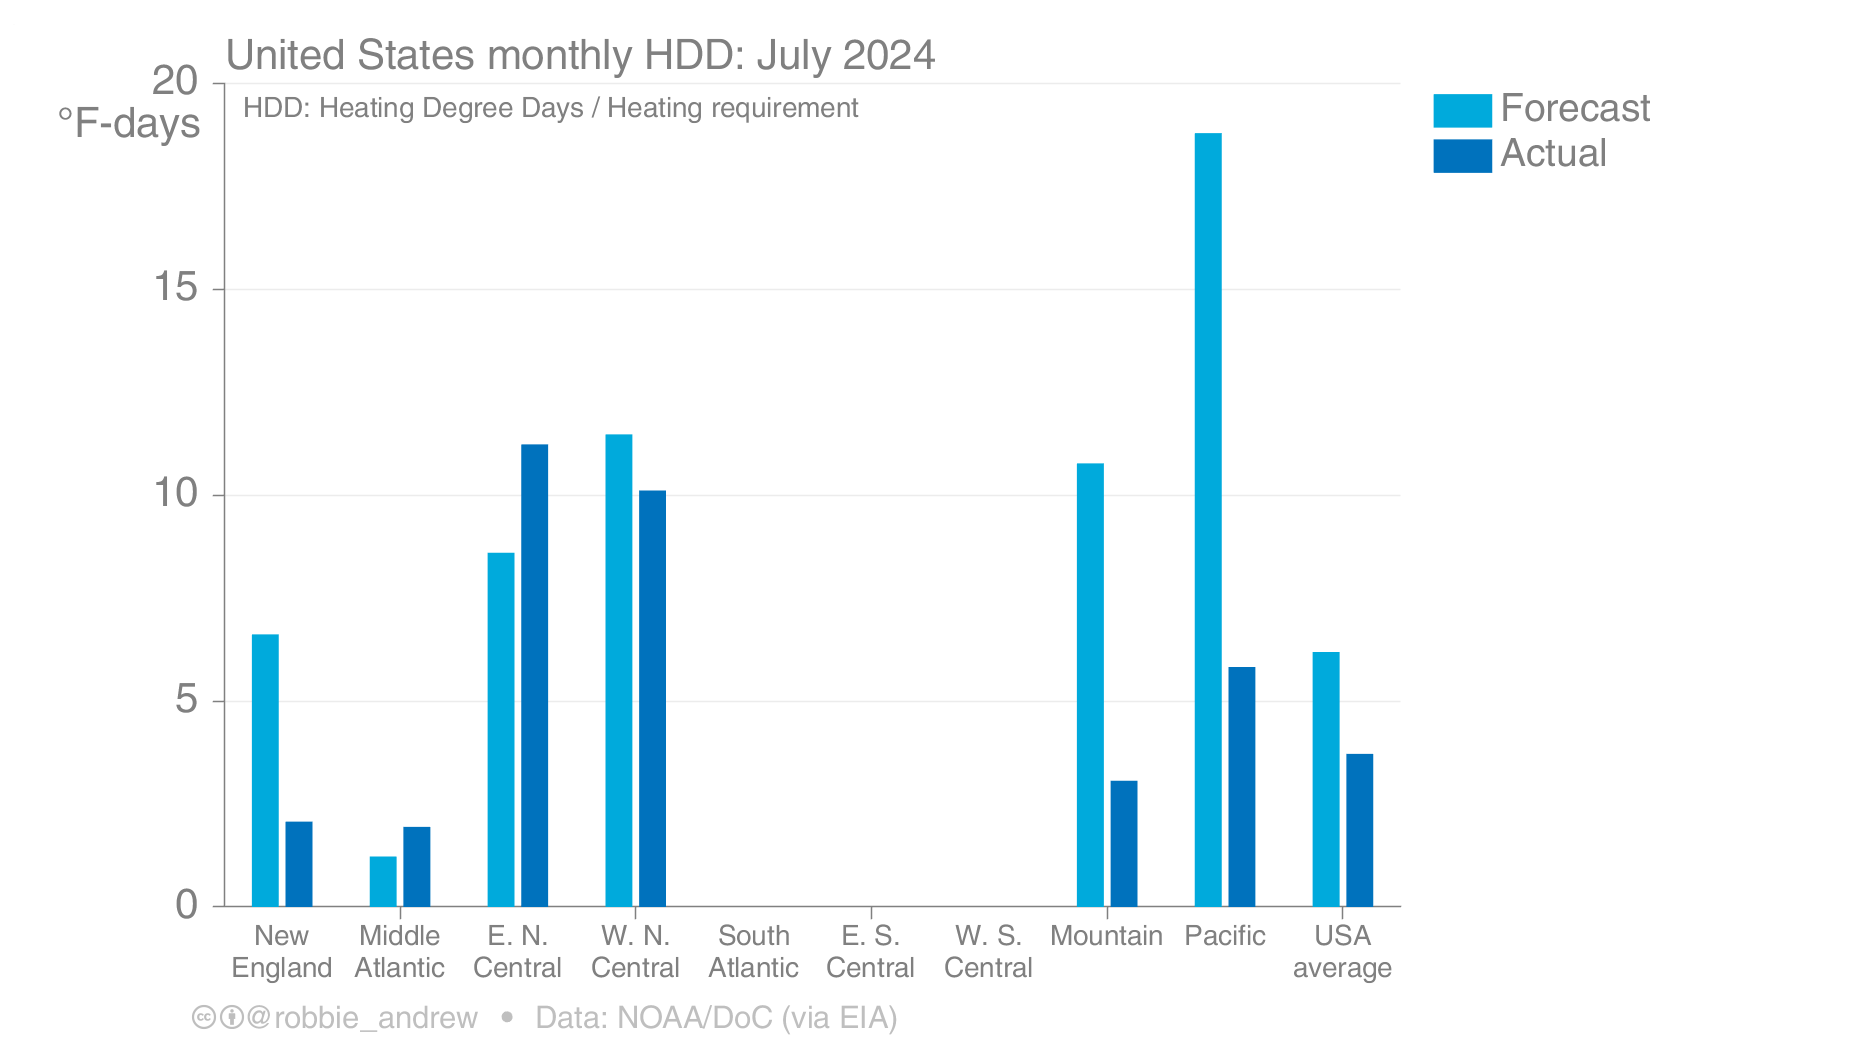 United States monthly HDD: July 2024
HDD: Heating Degree Days / Heating requirement
20
°F-days
15
10
5
0
Forecast
Actual
New England
Middle Atlantic
E. N. Central
W. N. Central
South Atlantic
E. S. Central
W. S. Central
Mountain
Pacific
USA average
@robbie_andrew • Data: NOAA/DoC (via EIA)